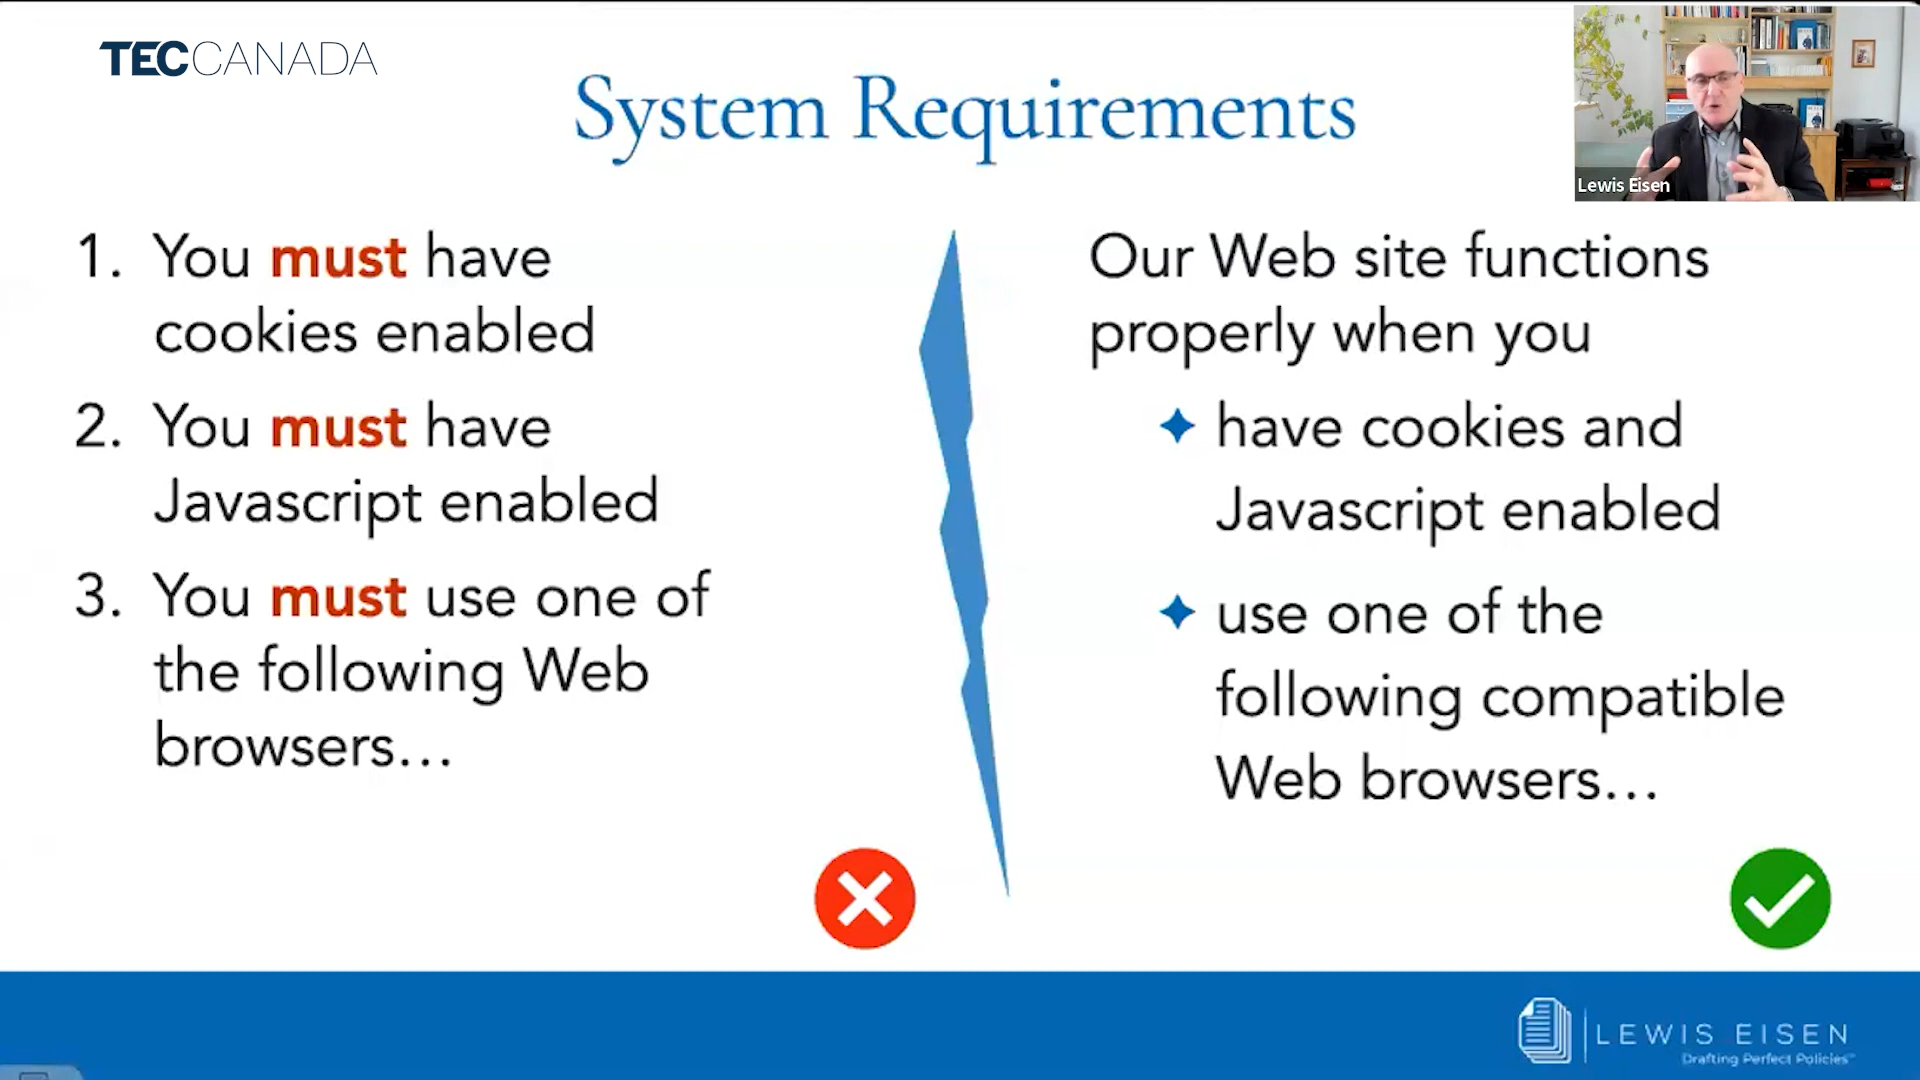 TECCANADA
System Requirements
Lewis Eisen
1. You must have
cookies enabled
2. You must have
Javascript enabled
3. You must use one of
the following Web
browsers…
Our Web site functions
properly when you
have cookies and
Javascript enabled
use one of the
following compatible
Web browsers…
LEWIS EISEN
Drafting Perfect Policies™